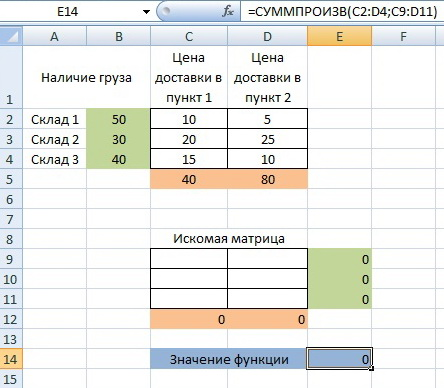 E14 fx =СУММПРОИЗВ(C2:D4;C9:D11)
A B C D E F
1 Наличие груза Цена доставки в пункт 1 Цена доставки в пункт 2
2 Склад 1 50 10 5
3 Склад 2 30 20 25
4 Склад 3 40 15 10
5 40 80
6
7
8 Искомая матрица
9 0
10 0
11 0
12 0 0
13
14 Значение функции 0
15